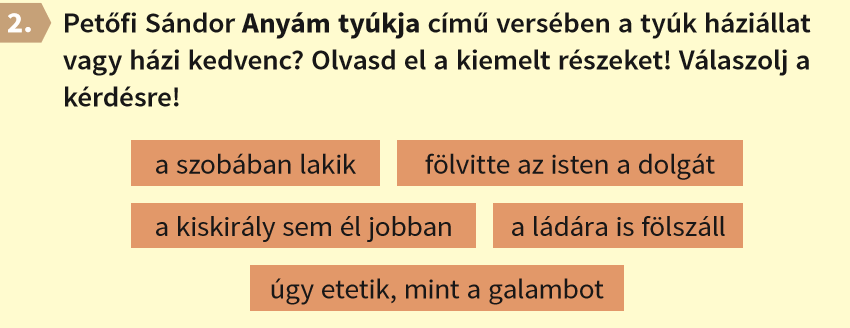 2. Petőfi Sándor Anyám tyúkja című versében a tyúk háziállat
vagy házi kedvenc? Olvasd el a kiemelt részeket! Válaszolj a
kérdésre!
a szobában lakik
fölvitte az isten a dolgát
a kiskirály sem él jobban
a ládára is fölszáll
úgy etetik, mint a galambot